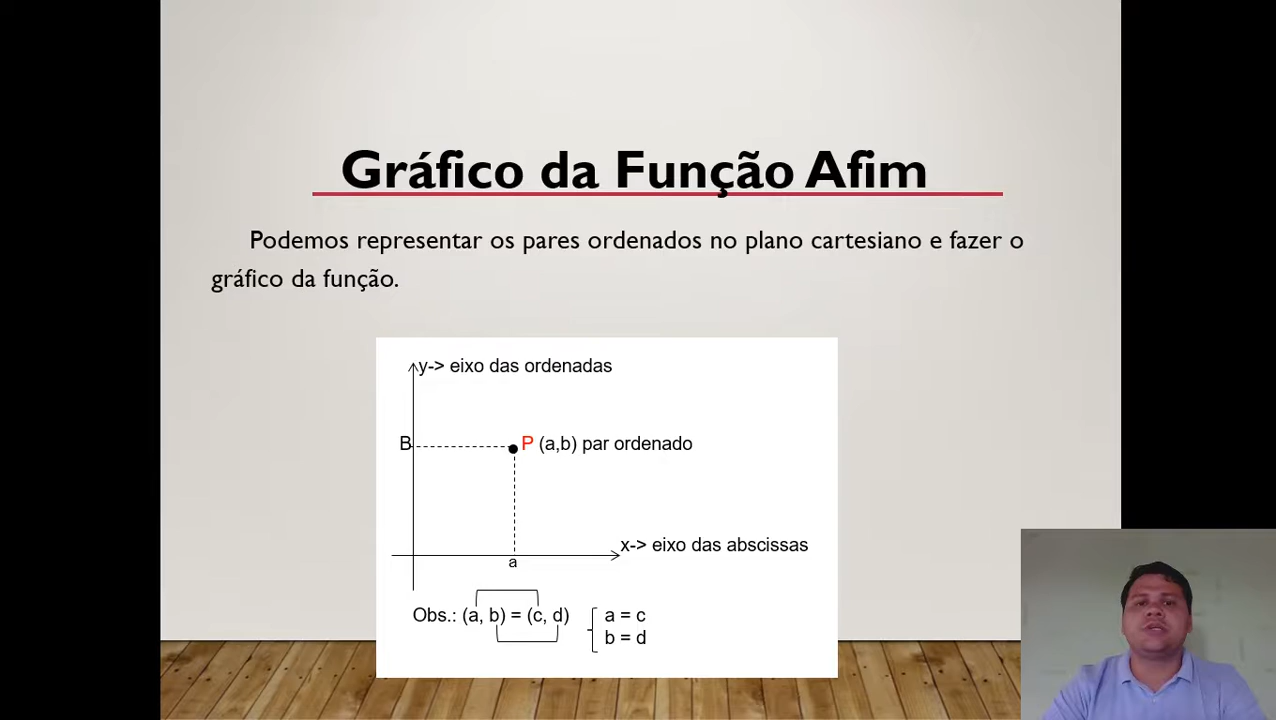 Gráfico da Função Afim
Podemos representar os pares ordenados no plano cartesiano e fazer o
gráfico da função.
y-> eixo das ordenadas
B
P (a,b) par ordenado
x-> eixo das abscissas
a
Obs.: (a, b) = (c, d)
a = c
b = d